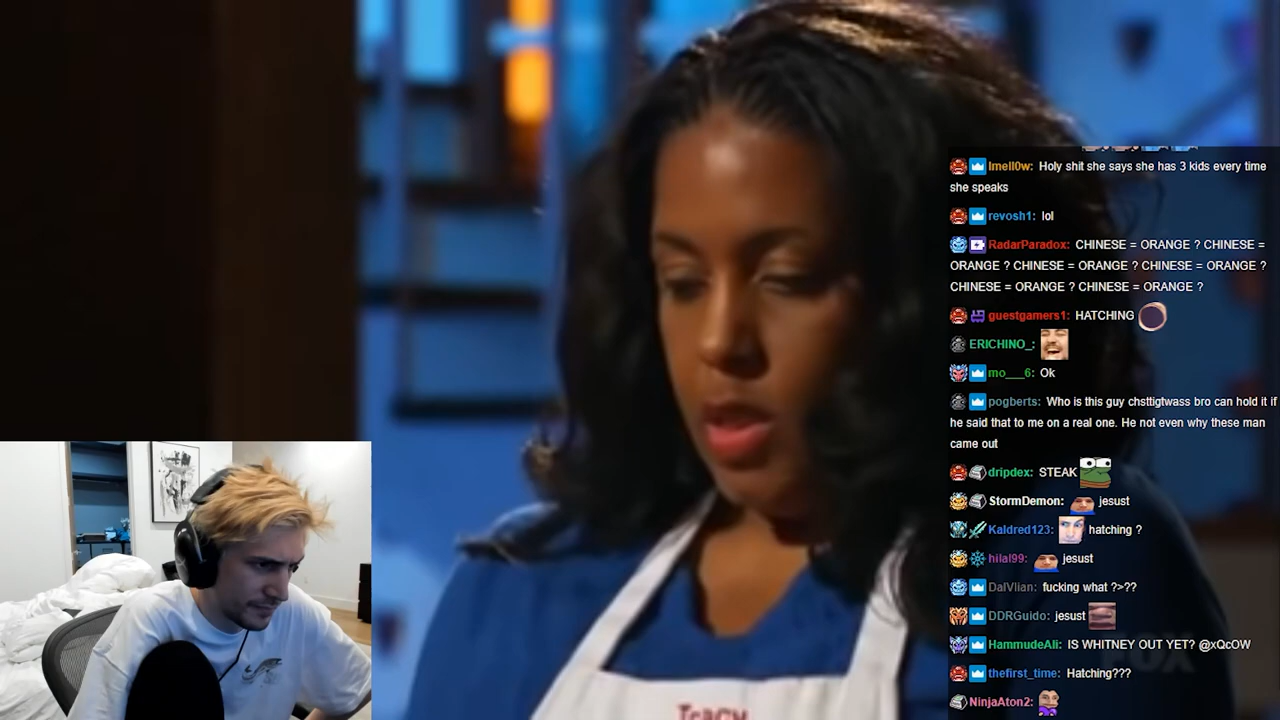 lmell0w: Holy shit she says she has 3 kids every time
she speaks
revosh1: lol
RadarParadox: CHINESE = ORANGE ? CHINESE =
ORANGE ? CHINESE = ORANGE ? CHINESE = ORANGE ?
CHINESE = ORANGE ? CHINESE = ORANGE ?
guestgamers1: HATCHING
ERICHINO_:
mo___6: Ok
pogberts: Who is this guy chsttigtwass bro can hold it if
he said that to me on a real one. He not even why these man
came out
dripdex: STEAK
StormDemon: jesust
Kaldred123: hatching ?
hilal99: jesust
DalVlian: fucking what ?>??
DDRGuido: jesust
HammudeAli: IS WHITNEY OUT YET? @xQcOW
thefirst_time: Hatching???
NinjaAton2:
Tracy
FOX